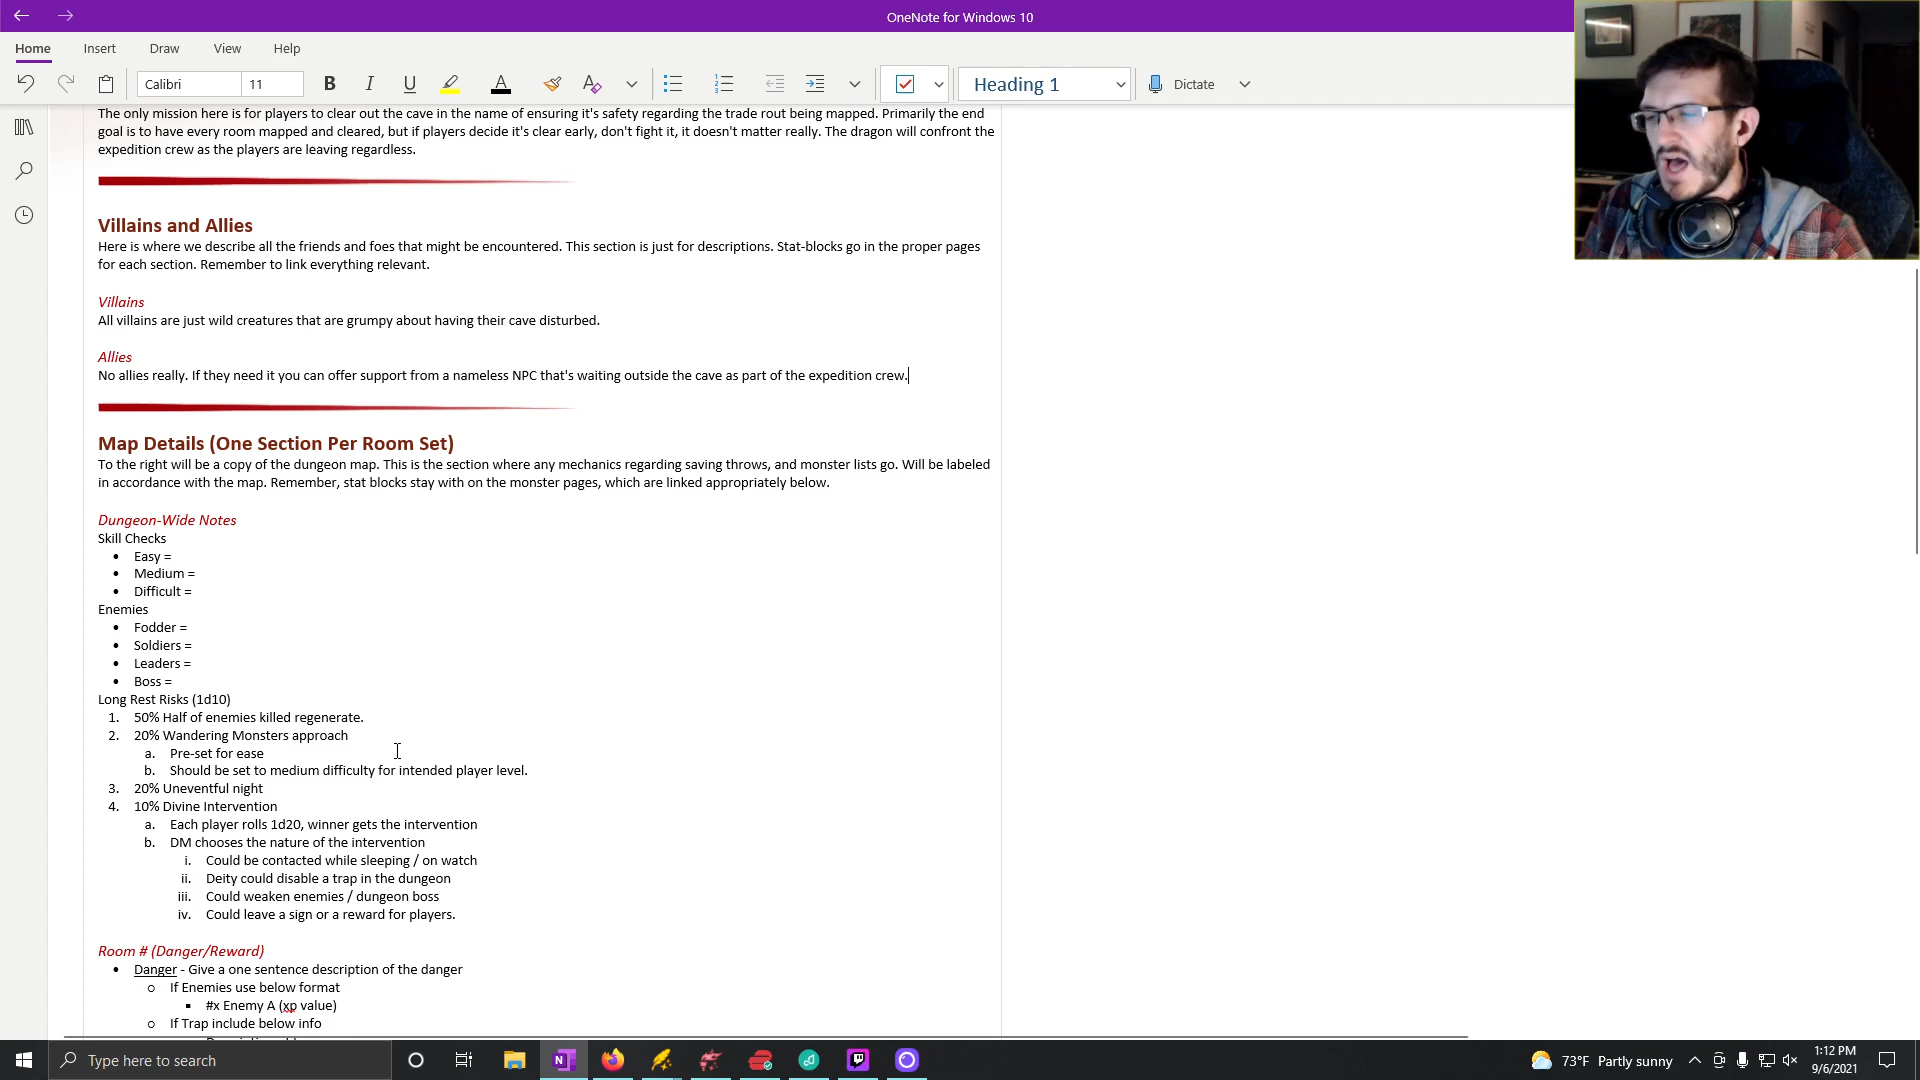 OneNote for Windows 10
Home
Insert
Draw
View
Help
Calibri
11
B
I
U
A
Heading 1
Dictate
The only mission here is for players to clear out the cave in the name of ensuring it's safety regarding the trade rout being mapped. Primarily the end
goal is to have every room mapped and cleared, but if players decide it's clear early, don't fight it, it doesn't matter really. The dragon will confront the
expedition crew as the players are leaving regardless.
Villains and Allies
Here is where we describe all the friends and foes that might be encountered. This section is just for descriptions. Stat-blocks go in the proper pages
for each section. Remember to link everything relevant.
Villains
All villains are just wild creatures that are grumpy about having their cave disturbed.
Allies
No allies really. If they need it you can offer support from a nameless NPC that's waiting outside the cave as part of the expedition crew.
Map Details (One Section Per Room Set)
To the right will be a copy of the dungeon map. This is the section where any mechanics regarding saving throws, and monster lists go. Will be labeled
in accordance with the map. Remember, stat blocks stay with on the monster pages, which are linked appropriately below.
Dungeon-Wide Notes
Skill Checks
• Easy =
• Medium =
• Difficult =
Enemies
• Fodder =
• Soldiers =
• Leaders =
• Boss =
Long Rest Risks (1d10)
1. 50% Half of enemies killed regenerate.
2. 20% Wandering Monsters approach
a. Pre-set for ease
b. Should be set to medium difficulty for intended player level.
3. 20% Uneventful night
4. 10% Divine Intervention
a. Each player rolls 1d20, winner gets the intervention
b. DM chooses the nature of the intervention
i. Could be contacted while sleeping / on watch
ii. Deity could disable a trap in the dungeon
iii. Could weaken enemies / dungeon boss
iv. Could leave a sign or a reward for players.
Room # (Danger/Reward)
• Danger - Give a one sentence description of the danger
o If Enemies use below format
▪ #x Enemy A (xp value)
o If Trap include below info
Type here to search
73°F Partly sunny
1:12 PM
9/6/2021